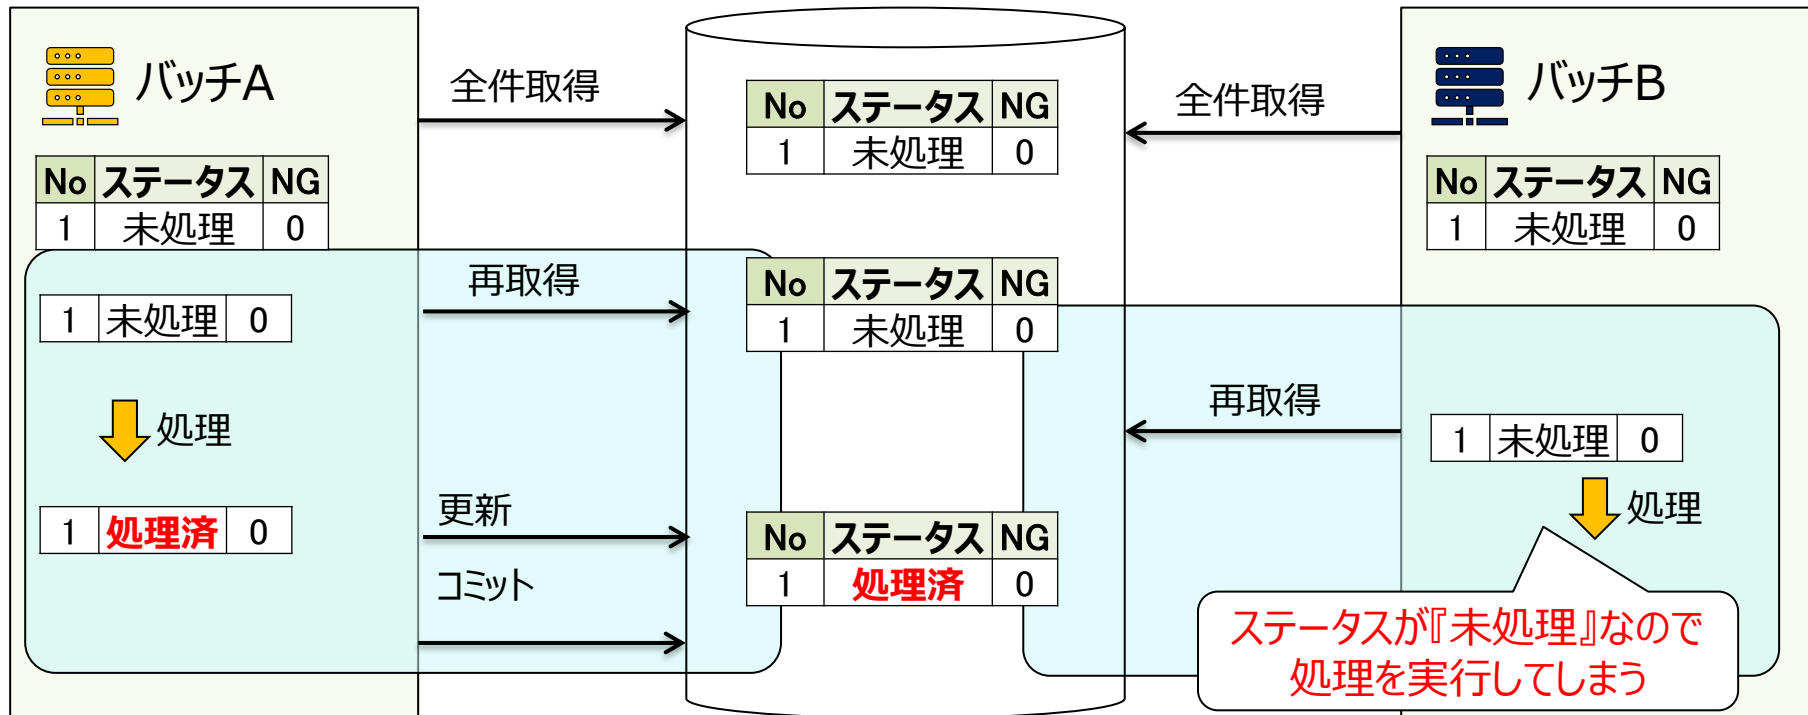 バッチA
No ステータス NG
1 未処理 0
全件取得
No ステータス NG
1 未処理 0
全件取得
バッチB
No ステータス NG
1 未処理 0
1 未処理 0
再取得
No ステータス NG
1 未処理 0
処理
再取得
1 未処理 0
処理
1 処理済 0
更新
コミット
No ステータス NG
1 処理済 0
ステータスが『未処理』なので
処理を実行してしまう